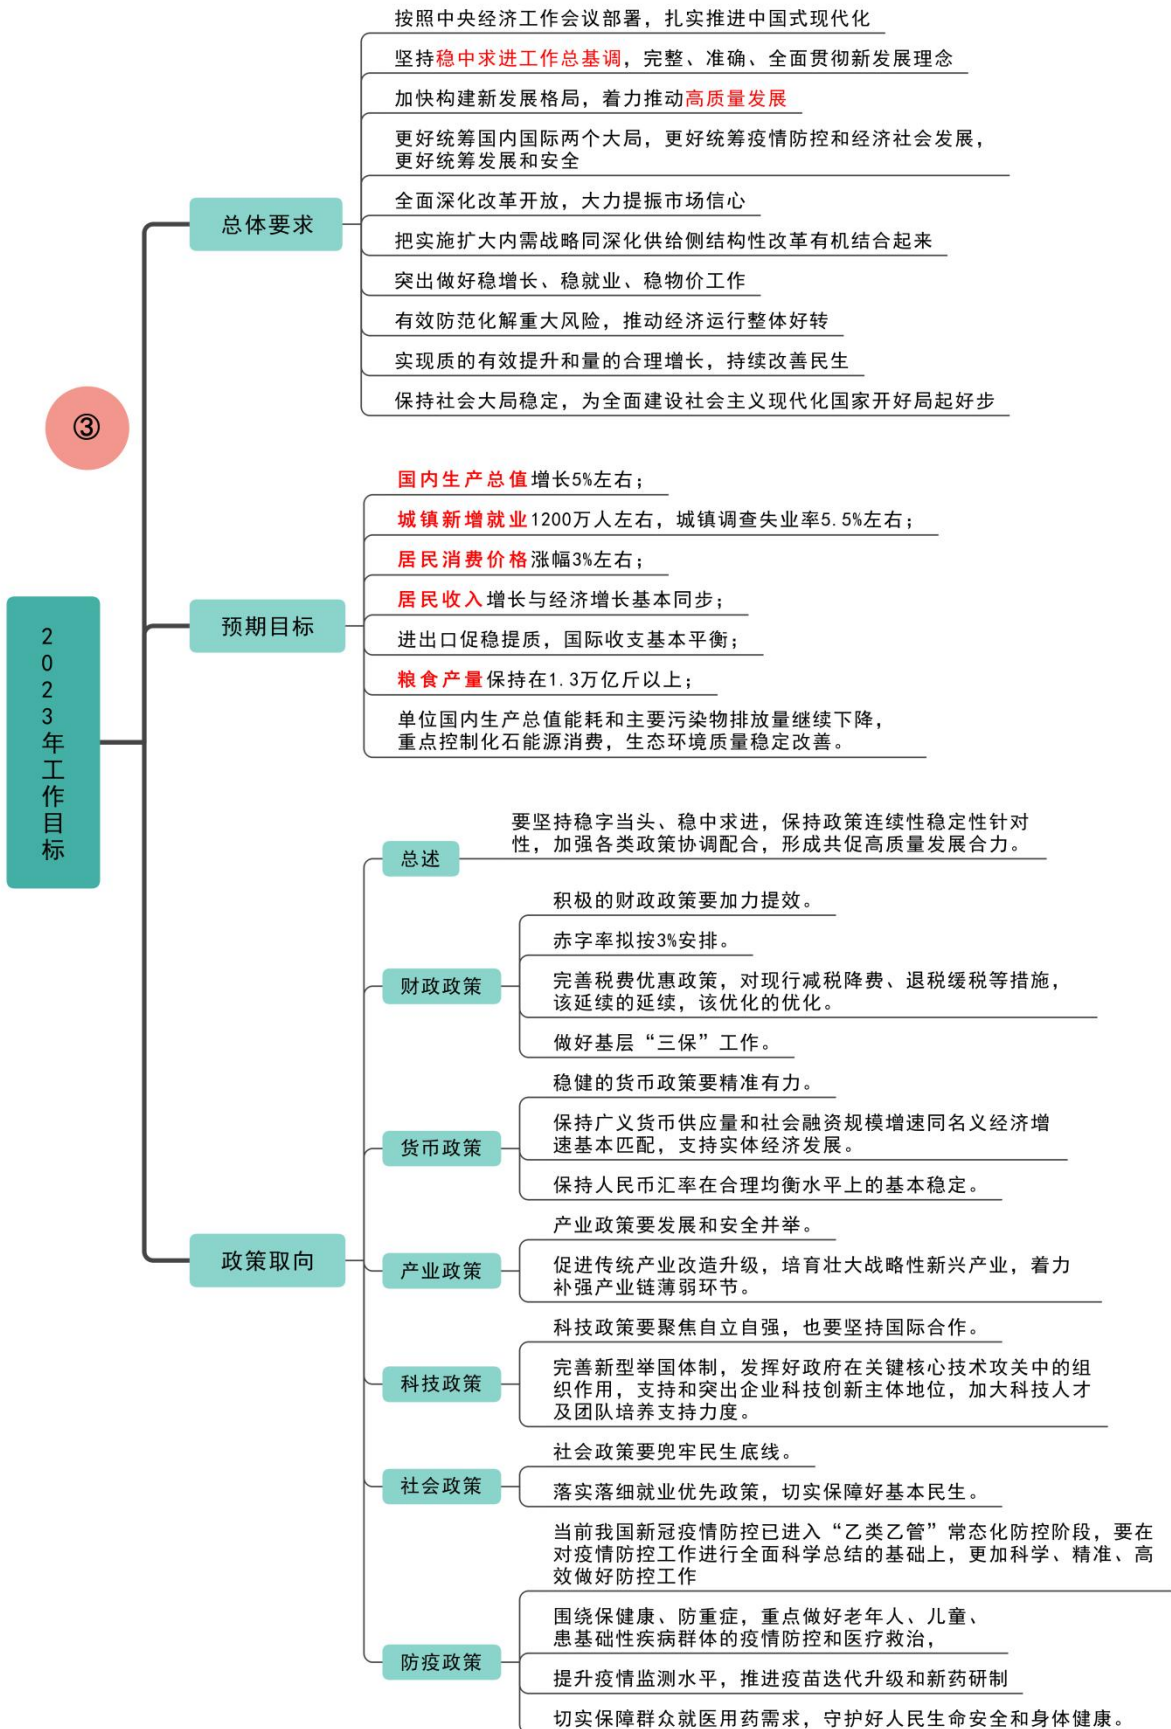 ③
2023年工作目标
总体要求
按照中央经济工作会议部署，扎实推进中国式现代化
坚持稳中求进工作总基调，完整、准确、全面贯彻新发展理念
加快构建新发展格局，着力推动高质量发展
更好统筹国内国际两个大局，更好统筹疫情防控和经济社会发展，
更好统筹发展和安全
全面深化改革开放，大力提振市场信心
把实施扩大内需战略同深化供给侧结构性改革有机结合起来
突出做好稳增长、稳就业、稳物价工作
有效防范化解重大风险，推动经济运行整体好转
实现质的有效提升和量的合理增长，持续改善民生
保持社会大局稳定，为全面建设社会主义现代化国家开好局起好步
预期目标
国内生产总值增长5%左右；
城镇新增就业1200万人左右，城镇调查失业率5.5%左右；
居民消费价格涨幅3%左右；
居民收入增长与经济增长基本同步；
进出口促稳提质，国际收支基本平衡；
粮食产量保持在1.3万亿斤以上；
单位国内生产总值能耗和主要污染物排放量继续下降，
重点控制化石能源消费，生态环境质量稳定改善。
政策取向
总述
要坚持稳字当头、稳中求进，保持政策连续性稳定性针对
性，加强各类政策协调配合，形成共促高质量发展合力。
财政政策
积极的财政政策要加力提效。
赤字率拟按3%安排。
完善税费优惠政策，对现行减税降费、退税缓税等措施，
该延续的延续，该优化的优化。
做好基层“三保”工作。
货币政策
稳健的货币政策要精准有力。
保持广义货币供应量和社会融资规模增速同名义经济增
速基本匹配，支持实体经济发展。
保持人民币汇率在合理均衡水平上的基本稳定。
产业政策
产业政策要发展和安全并举。
促进传统产业改造升级，培育壮大战略性新兴产业，着力
补强产业链薄弱环节。
科技政策
科技政策要聚焦自立自强，也要坚持国际合作。
完善新型举国体制，发挥好政府在关键核心技术攻关中的组
织作用，支持和突出企业科技创新主体地位，加大科技人才
及团队培养支持力度。
社会政策
社会政策要兜牢民生底线。
落实落细就业优先政策，切实保障好基本民生。
防疫政策
当前我国新冠疫情防控已进入“乙类乙管”常态化防控阶段，要在
对疫情防控工作进行全面科学总结的基础上，更加科学、精准、高
效做好防控工作
围绕保健康、防重症，重点做好老年人、儿童、
患基础性疾病群体的疫情防控和医疗救治，
提升疫情监测水平，推进疫苗迭代升级和新药研制
切实保障群众就医用药需求，守护好人民生命安全和身体健康。